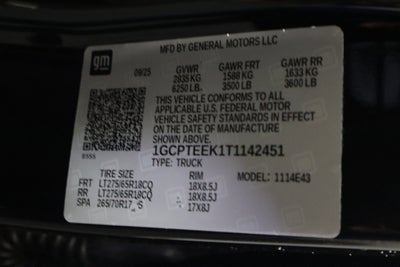 gm
MFD BY GENERAL MOTORS LLC
09/25 GVWR GAWR FRT GAWR RR
2835 KG 1588 KG 1633 KG
6250 LB. 3500 LB 3600 LB
THIS VEHICLE CONFORMS TO ALL
APPLICABLE U.S. FEDERAL MOTOR
VEHICLE SAFETY STANDARDS IN EFFECT
ON THE DATE OF MANUFACTURE
SHOWN ABOVE.
1GCPTEEK1T1142451
TYPE: TRUCK
TIRE SIZE RIM MODEL: 1114E43
FRT LT275/65R18CQ 18X8.5J
RR LT275/65R18CQ 18X8.5J
SPA 265/70R17 17X8J